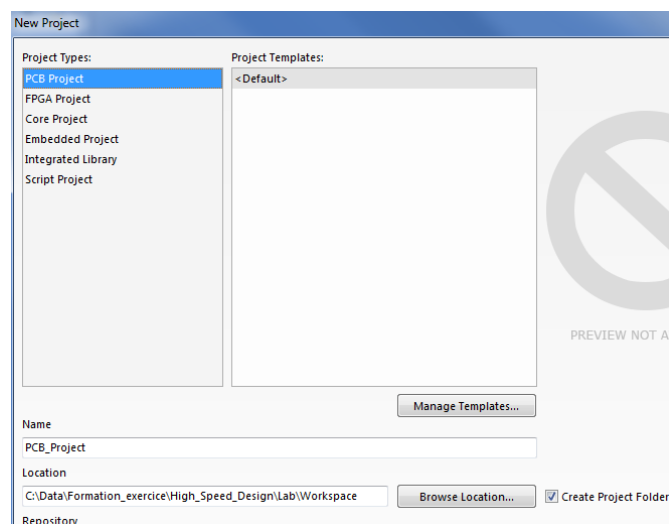 New Project
Project Types:
PCB Project
FPGA Project
Core Project
Embedded Project
Integrated Library
Script Project
Project Templates:
<Default>
PREVIEW NOT A
Manage Templates...
Name
PCB_Project
Location
C:\Data\Formation_exercice\High_Speed_Design\Lab\Workspace
Browse Location...
Create Project Folder
Repository